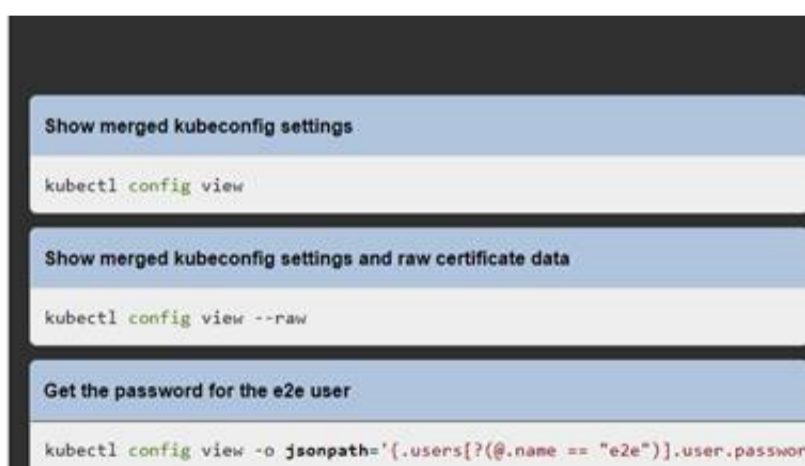 Show merged kubeconfig settings
kubectl config view
Show merged kubeconfig settings and raw certificate data
kubectl config view --raw
Get the password for the e2e user
kubectl config view -o jsonpath='{.users[?(@.name == "e2e")].user.passwor